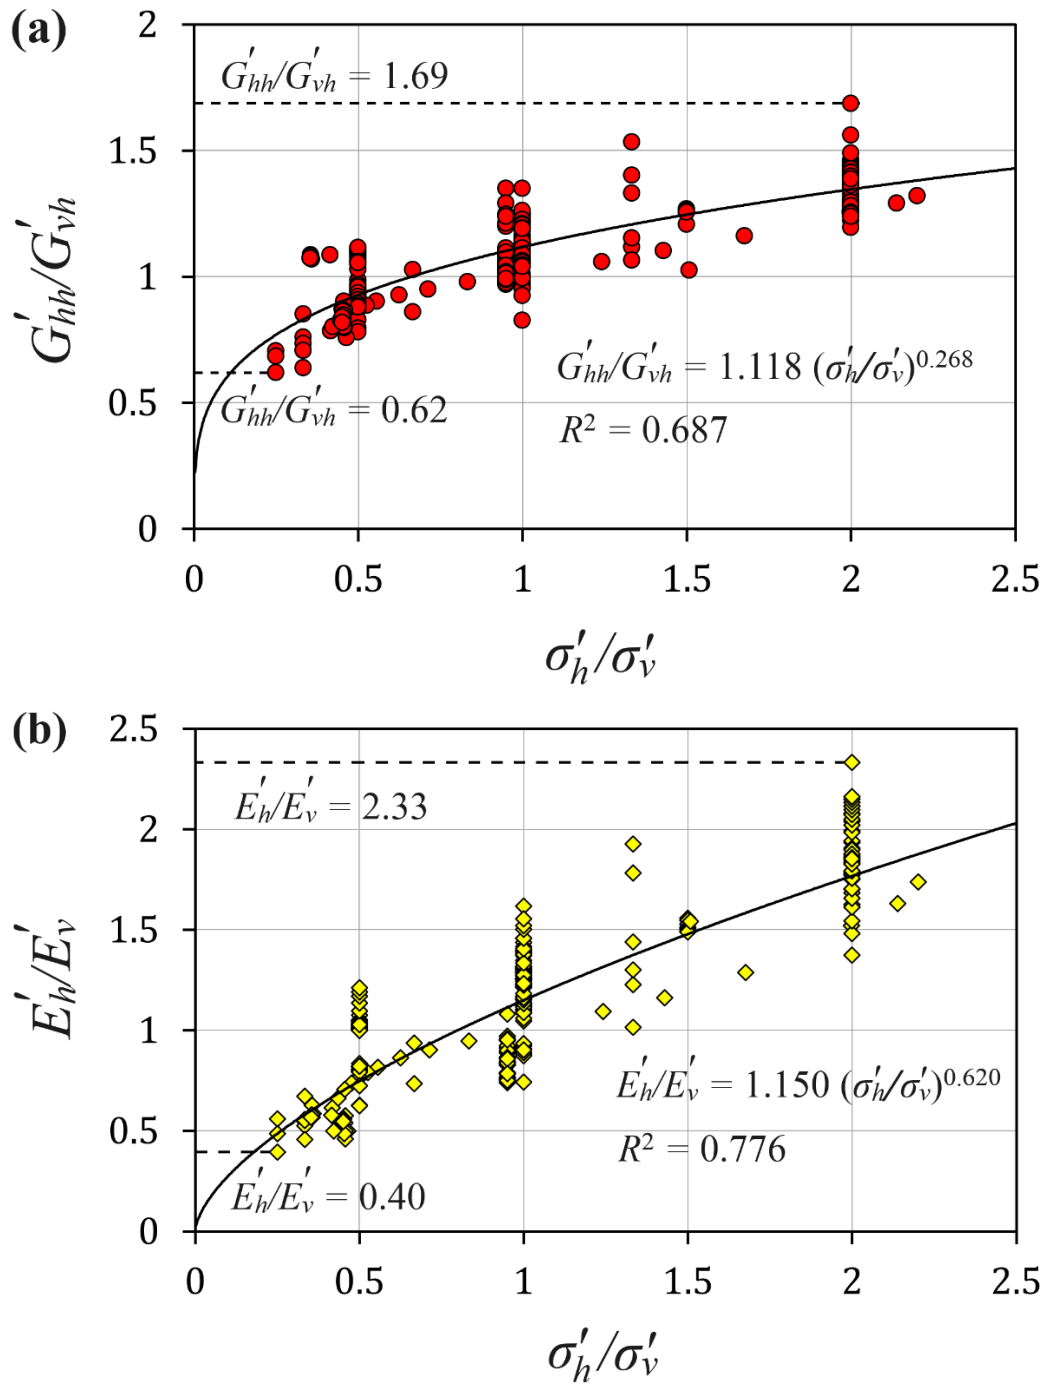 (a)
2
G'hh/G'vh = 1.69
1.5
G'hh/G'vh
1
G'hh/G'vh = 1.118 (σ'h/σ'v)^0.268
0.5
G'hh/G'vh = 0.62
R² = 0.687
0
0 0.5 1 1.5 2 2.5
σ'h/σ'v
(b)
2.5
E'h/E'v = 2.33
2
1.5
E'h/E'v
1
E'h/E'v = 1.150 (σ'h/σ'v)^0.620
0.5
R² = 0.776
E'h/E'v = 0.40
0
0 0.5 1 1.5 2 2.5
σ'h/σ'v